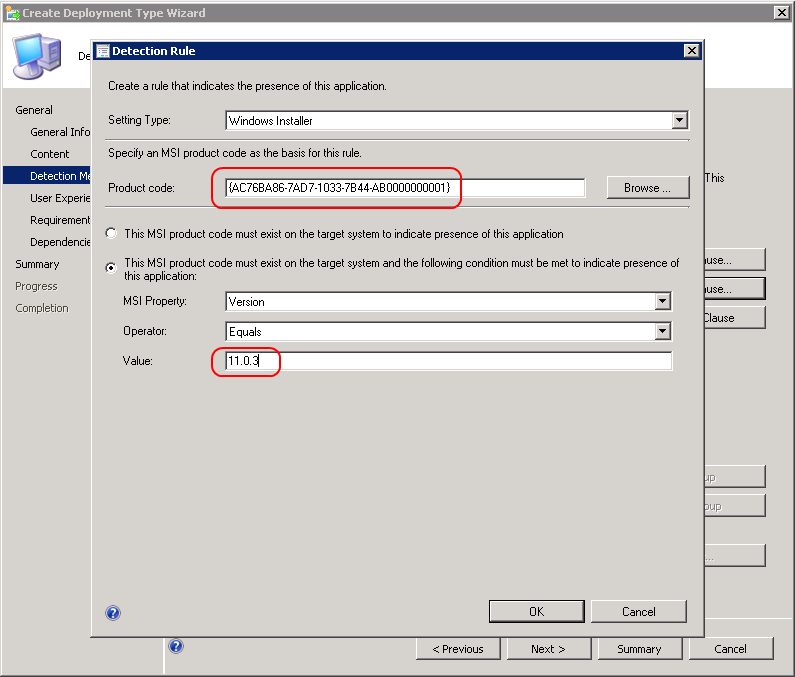 Create Deployment Type Wizard
Detection Rule
General
General Info
Content
Detection Me
User Experie
Requirement
Dependencie
Summary
Progress
Completion
De
Create a rule that indicates the presence of this application.
Setting Type:
Windows Installer
Specify an MSI product code as the basis for this rule.
Product code:
{AC76BA86-7AD7-1033-7B44-AB0000000001}
Browse ...
This MSI product code must exist on the target system to indicate presence of this application
This MSI product code must exist on the target system and the following condition must be met to indicate presence of
this application:
MSI Property:
Version
Operator:
Equals
Value:
11.0.3
OK
Cancel
This
use...
use...
Clause
up
oup
...
< Previous
Next >
Summary
Cancel